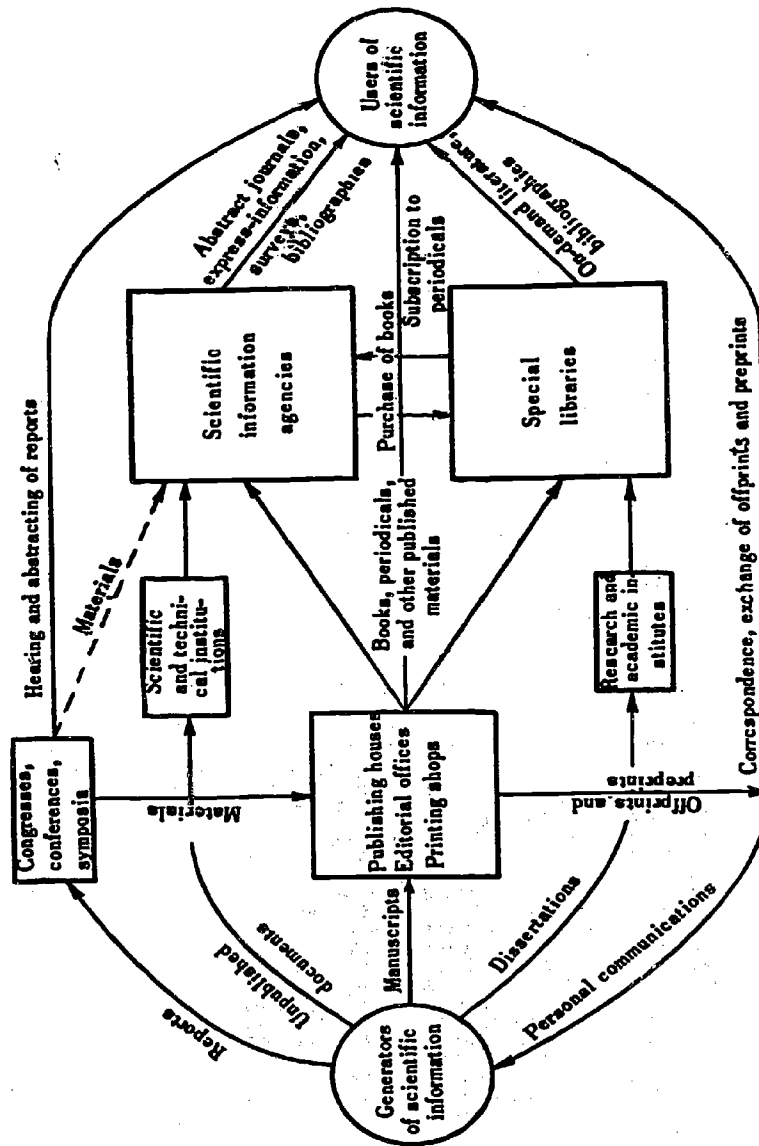 Generators
of scientific
information
Reports
Unpublished
documents
Manuscripts
Dissertations
Personal communications
Congresses,
conferences,
symposia
Materials
Publishing houses
Editorial offices
Printing shops
Offprints and
preprints
Hearing and abstracting of reports
Materials
Scientific
and techni-
cal institu-
tions
Books, periodicals,
and other published
materials
Research and
academic in-
stitutes
Correspondence, exchange of offprints and preprints
Scientific
information
agencies
Purchase of books
Special
libraries
Abstract journals,
express-information,
surveys,
bibliographies
Subscription to
periodicals
On-demand literature,
bibliographies
Users of
scientific
information